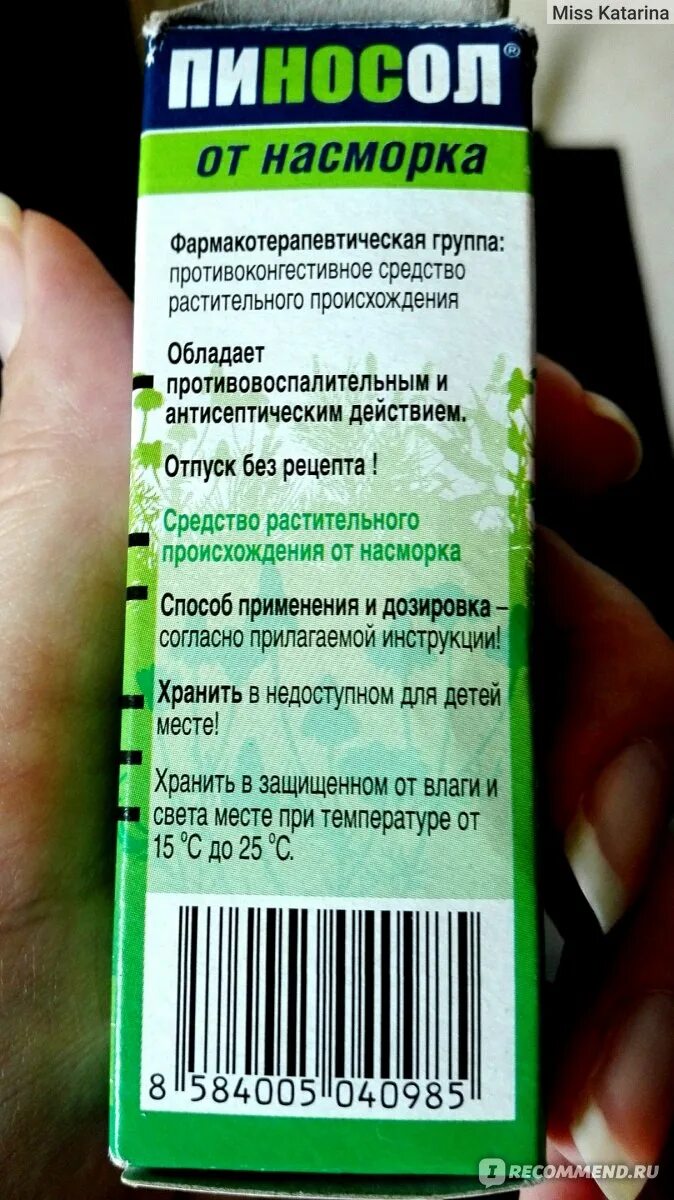 Miss Katarina
ПИНОСОЛ®
от насморка
Фармакотерапевтическая группа:
противоконгестивное средство
растительного происхождения
Обладает
противовоспалительным и
антисептическим действием.
Отпуск без рецепта !
Средство растительного
происхождения от насморка
Способ применения и дозировка –
согласно прилагаемой инструкции!
Хранить в недоступном для детей
месте!
Хранить в защищенном от влаги и
света месте при температуре от
15 °C до 25 °C.
8 584005 040985
IRECOMMEND.RU